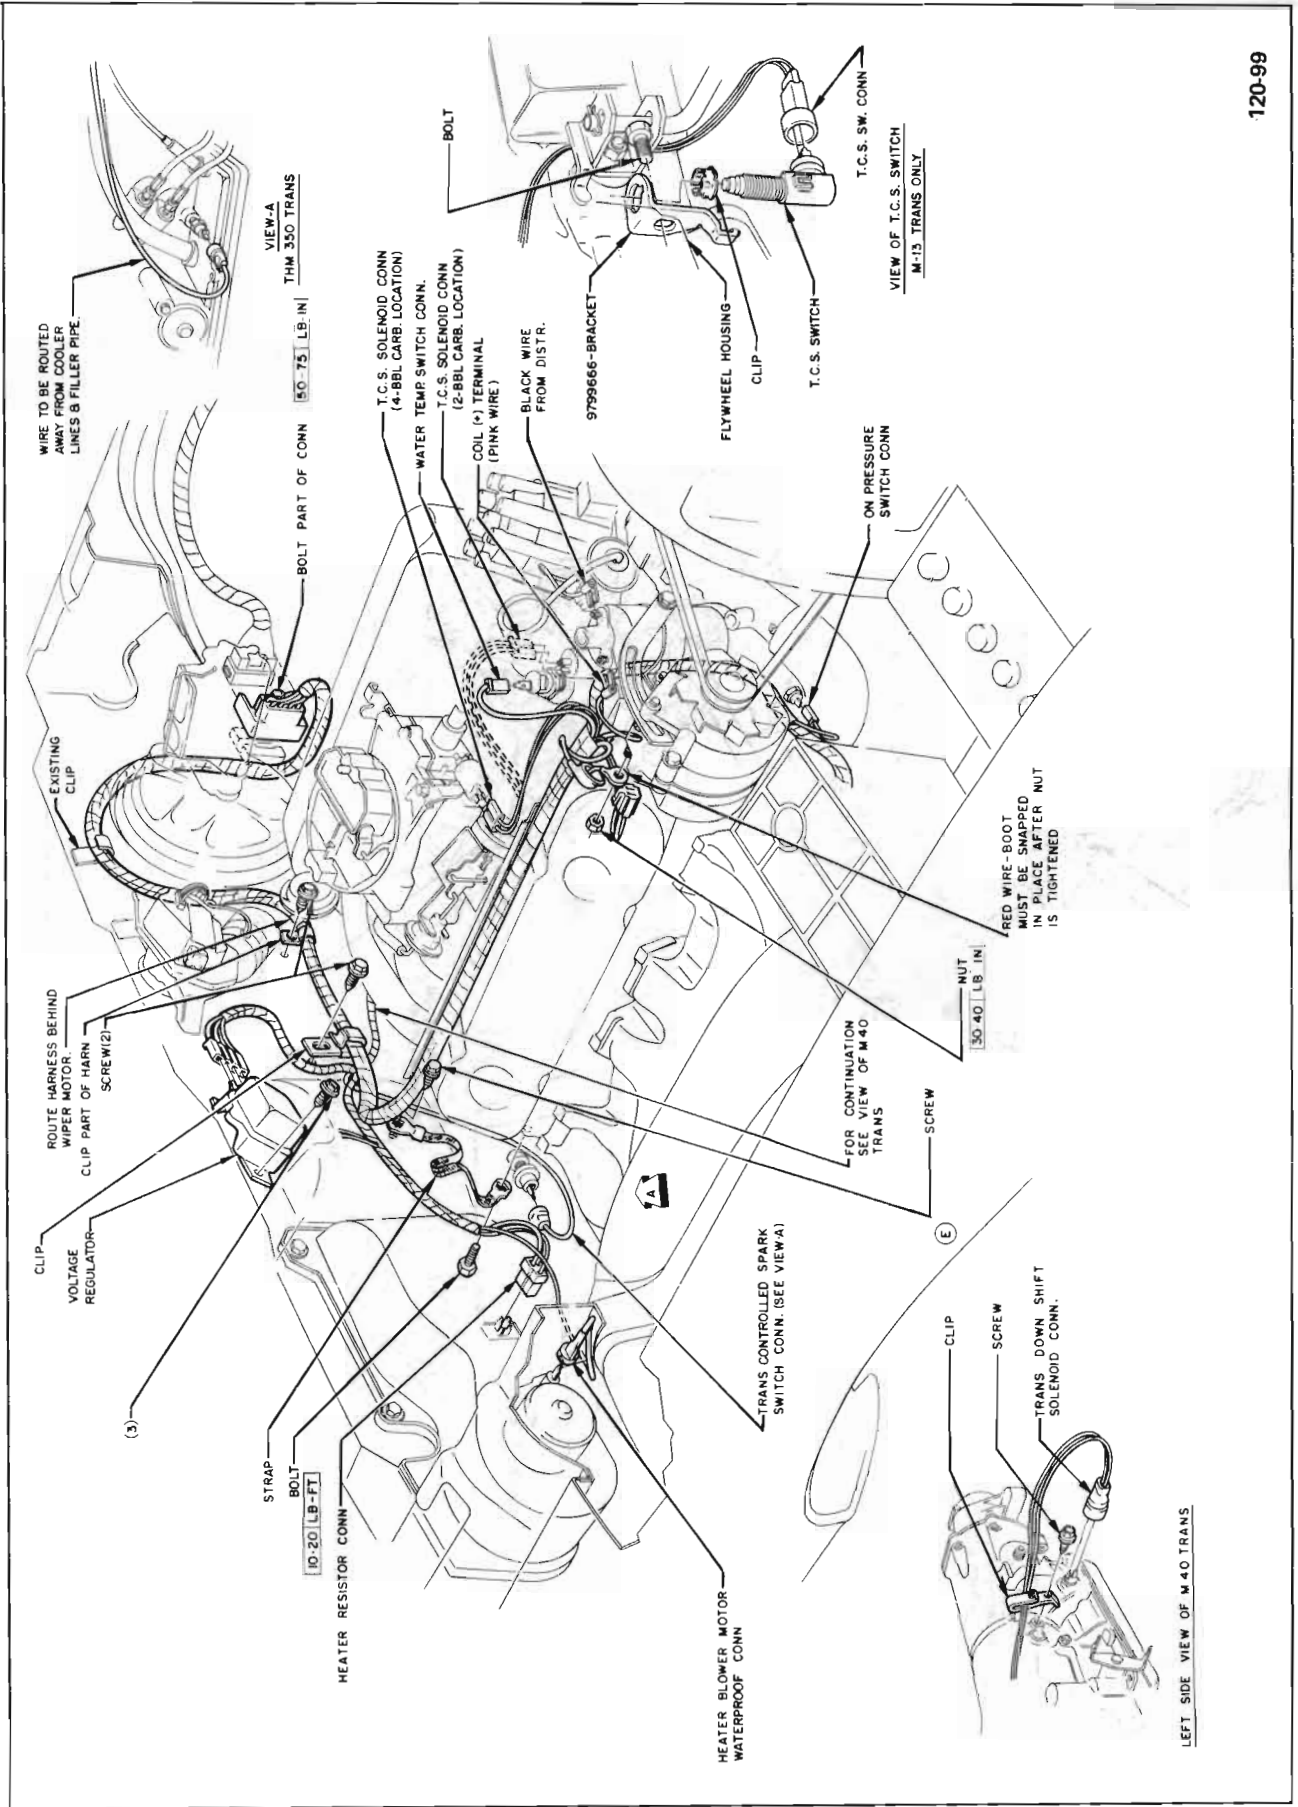 WIRE TO BE ROUTED
AWAY FROM COOLER
LINES & FILLER PIPE.
VIEW-A
THM 350 TRANS
BOLT PART OF CONN
50-75 LB-IN
EXISTING
CLIP
ROUTE HARNESS BEHIND
WIPER MOTOR.
CLIP PART OF HARN
SCREW(2)
CLIP
VOLTAGE
REGULATOR
(3)
STRAP
BOLT
10-20 LB-FT
HEATER RESISTOR CONN
HEATER BLOWER MOTOR
WATERPROOF CONN
T.C.S. SOLENOID CONN
(4-BBL CARB. LOCATION)
WATER TEMP. SWITCH CONN.
T.C.S. SOLENOID CONN
(2-BBL CARB. LOCATION)
COIL (+) TERMINAL
(PINK WIRE)
BLACK WIRE
FROM DISTR.
BOLT
9799666-BRACKET
FLYWHEEL HOUSING
CLIP
T.C.S. SWITCH
T.C.S. SW. CONN
VIEW OF T.C.S. SWITCH
M-13 TRANS ONLY
ON PRESSURE
SWITCH CONN
RED WIRE-BOOT
MUST BE SNAPPED
IN PLACE AFTER NUT
IS TIGHTENED
NUT
30 40 LB IN
FOR CONTINUATION
SEE VIEW OF M40
TRANS
SCREW
A
E
TRANS CONTROLLED SPARK
SWITCH CONN. (SEE VIEW-A)
CLIP
SCREW
TRANS DOWN SHIFT
SOLENOID CONN.
LEFT SIDE VIEW OF M40 TRANS
120-99